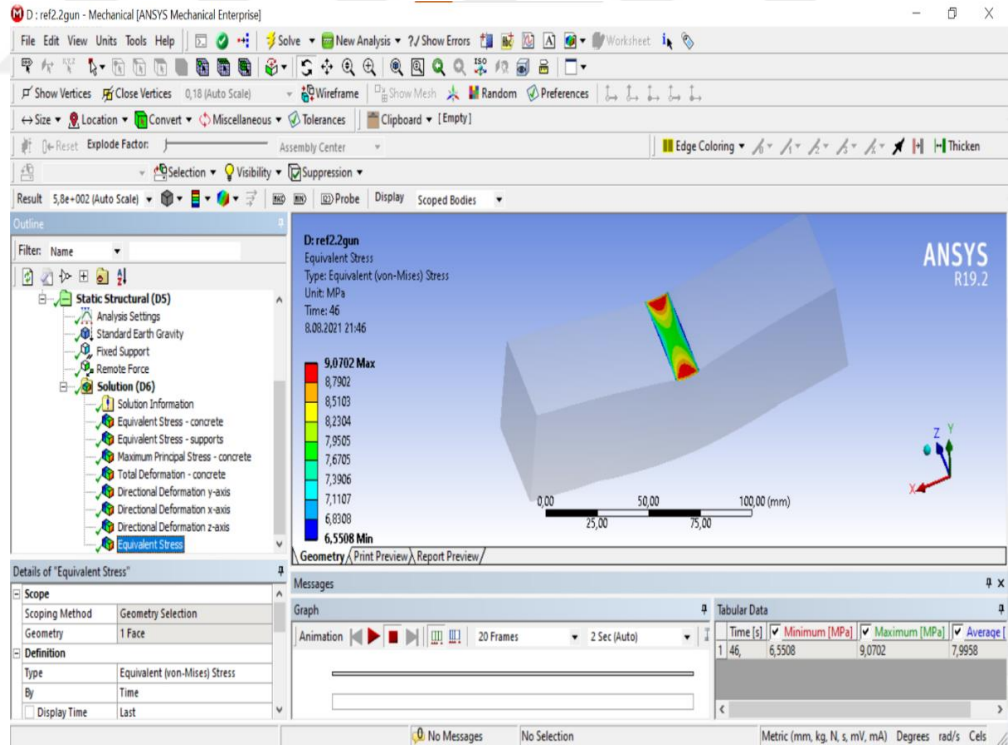 D : ref2.2gun - Mechanical [ANSYS Mechanical Enterprise]
File Edit View Units Tools Help Solve New Analysis ?/ Show Errors Worksheet
Show Vertices Close Vertices 0,18 (Auto Scale) Wireframe Show Mesh Random Preferences
Size Location Convert Miscellaneous Tolerances Clipboard [Empty]
Reset Explode Factor: Assembly Center Edge Coloring Thicken
Selection Visibility Suppression
Result 5,8e+002 (Auto Scale) Probe Display Scoped Bodies
Outline
Filter: Name
Static Structural (D5)
Analysis Settings
Standard Earth Gravity
Fixed Support
Remote Force
Solution (D6)
Solution Information
Equivalent Stress - concrete
Equivalent Stress - supports
Maximum Principal Stress - concrete
Total Deformation - concrete
Directional Deformation y-axis
Directional Deformation x-axis
Directional Deformation z-axis
Equivalent Stress
D: ref2.2gun
Equivalent Stress
Type: Equivalent (von-Mises) Stress
Unit: MPa
Time: 46
8.08.2021 21:46
9,0702 Max
8,7902
8,5103
8,2304
7,9505
7,6705
7,3906
7,1107
6,8308
6,5508 Min
ANSYS
R19.2
Z Y
X
0,00 50,00 100,00 (mm)
25,00 75,00
Geometry Print Preview Report Preview
Details of "Equivalent Stress"
Scope
Scoping Method Geometry Selection
Geometry 1 Face
Definition
Type Equivalent (von-Mises) Stress
By Time
Display Time Last
Messages
Graph
Animation 20 Frames 2 Sec (Auto)
Tabular Data
Time [s] Minimum [MPa] Maximum [MPa] Average [
1 46, 6,5508 9,0702 7,9958
No Messages No Selection Metric (mm, kg, N, s, mV, mA) Degrees rad/s Cels